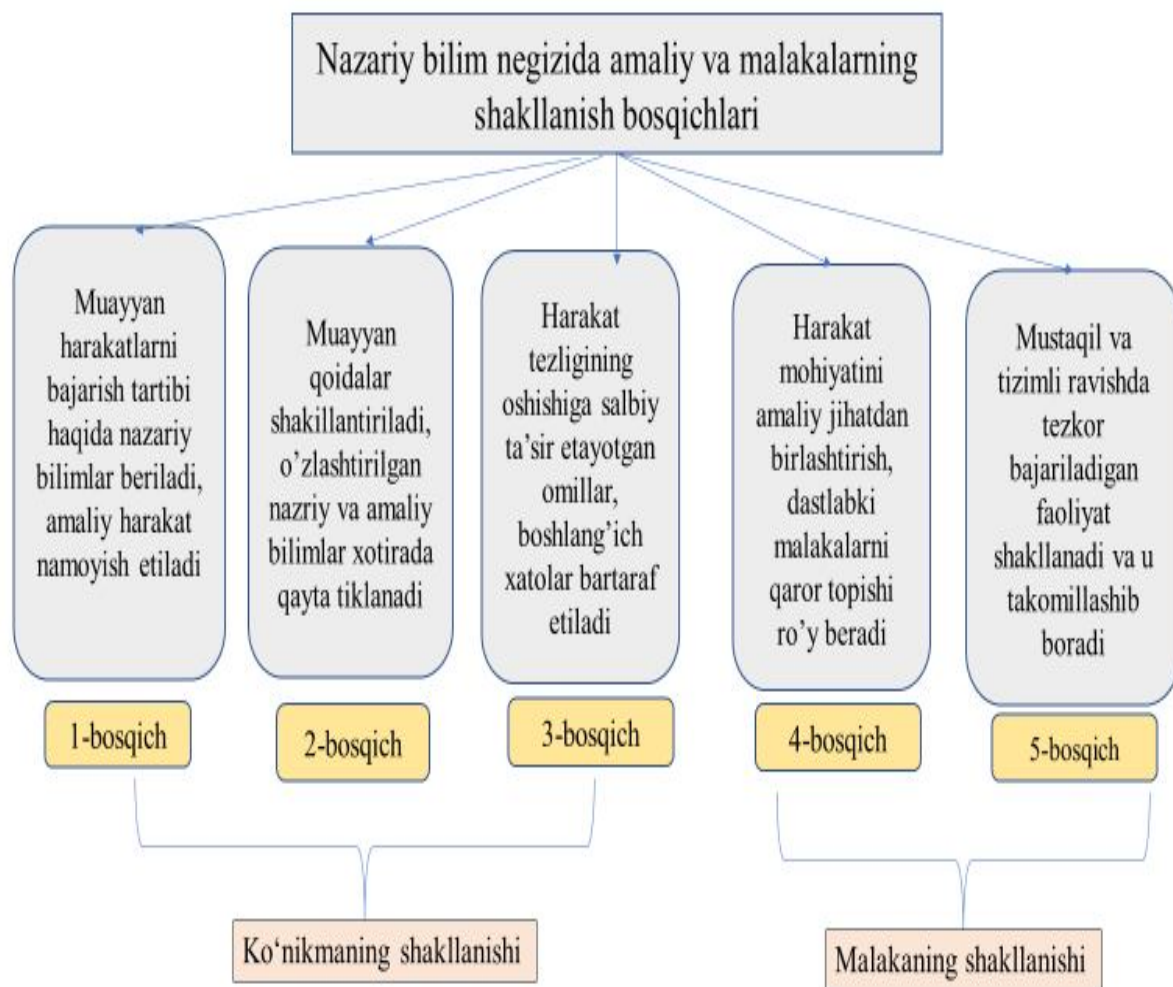 Nazariy bilim negizida amaliy va malakalarning
shakllanish bosqichlari
Muayyan
harakatlarni
bajarish tartibi
haqida nazariy
bilimlar beriladi,
amaliy harakat
namoyish etiladi
Muayyan
qoidalar
shakillantiriladi,
o’zlashtirilgan
nazriy va amaliy
bilimlar xotirada
qayta tiklanadi
Harakat
tezligining
oshishiga salbiy
ta’sir etayotgan
omillar,
boshlang’ich
xatolar bartaraf
etiladi
Harakat
mohiyatini
amaliy jihatdan
birlashtirish,
dastlabki
malakalarni
qaror topishi
ro’y beradi
Mustaqil va
tizimli ravishda
tezkor
bajariladigan
faoliyat
shakllanadi va u
takomillashib
boradi
1-bosqich
2-bosqich
3-bosqich
4-bosqich
5-bosqich
Ko‘nikmaning shakllanishi
Malakaning shakllanishi